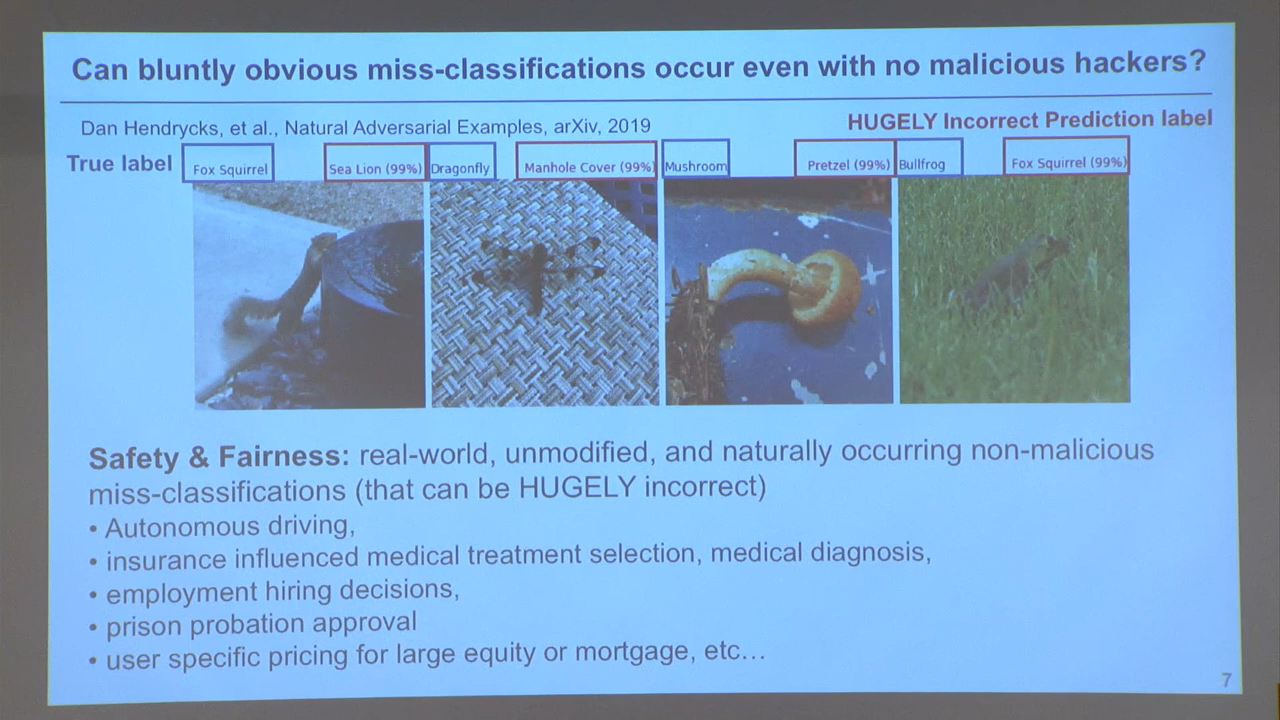 Can bluntly obvious miss-classifications occur even with no malicious hackers?
Dan Hendrycks, et al., Natural Adversarial Examples, arXiv, 2019
HUGELY Incorrect Prediction label
True label
Fox Squirrel
Sea Lion (99%)
Dragonfly
Manhole Cover (99%)
Mushroom
Pretzel (99%)
Bullfrog
Fox Squirrel (99%)
Safety & Fairness: real-world, unmodified, and naturally occurring non-malicious
miss-classifications (that can be HUGELY incorrect)
• Autonomous driving,
• insurance influenced medical treatment selection, medical diagnosis,
• employment hiring decisions,
• prison probation approval
• user specific pricing for large equity or mortgage, etc…
7